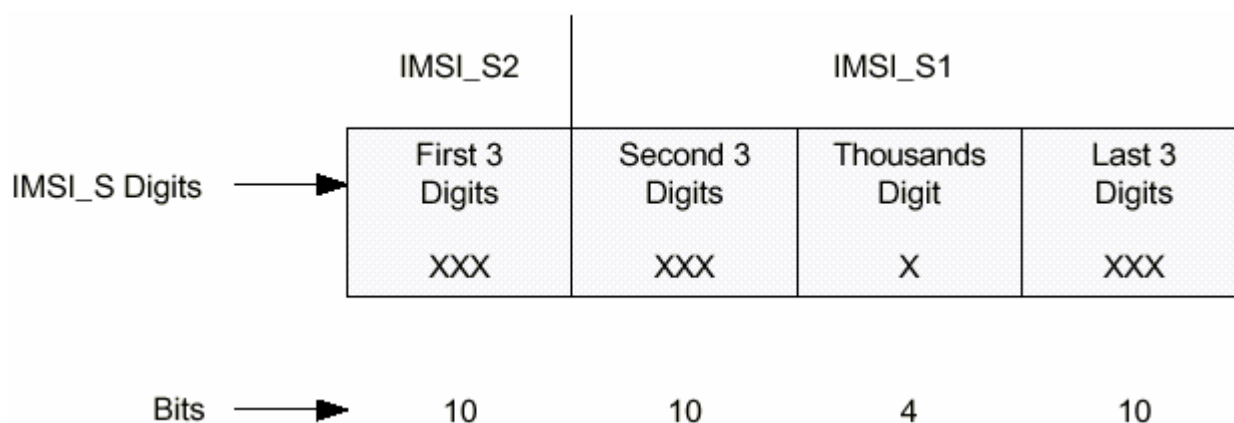 IMSI_S2 IMSI_S1
IMSI_S Digits
First 3 Digits
XXX
Second 3 Digits
XXX
Thousands Digit
X
Last 3 Digits
XXX
Bits 10 10 4 10